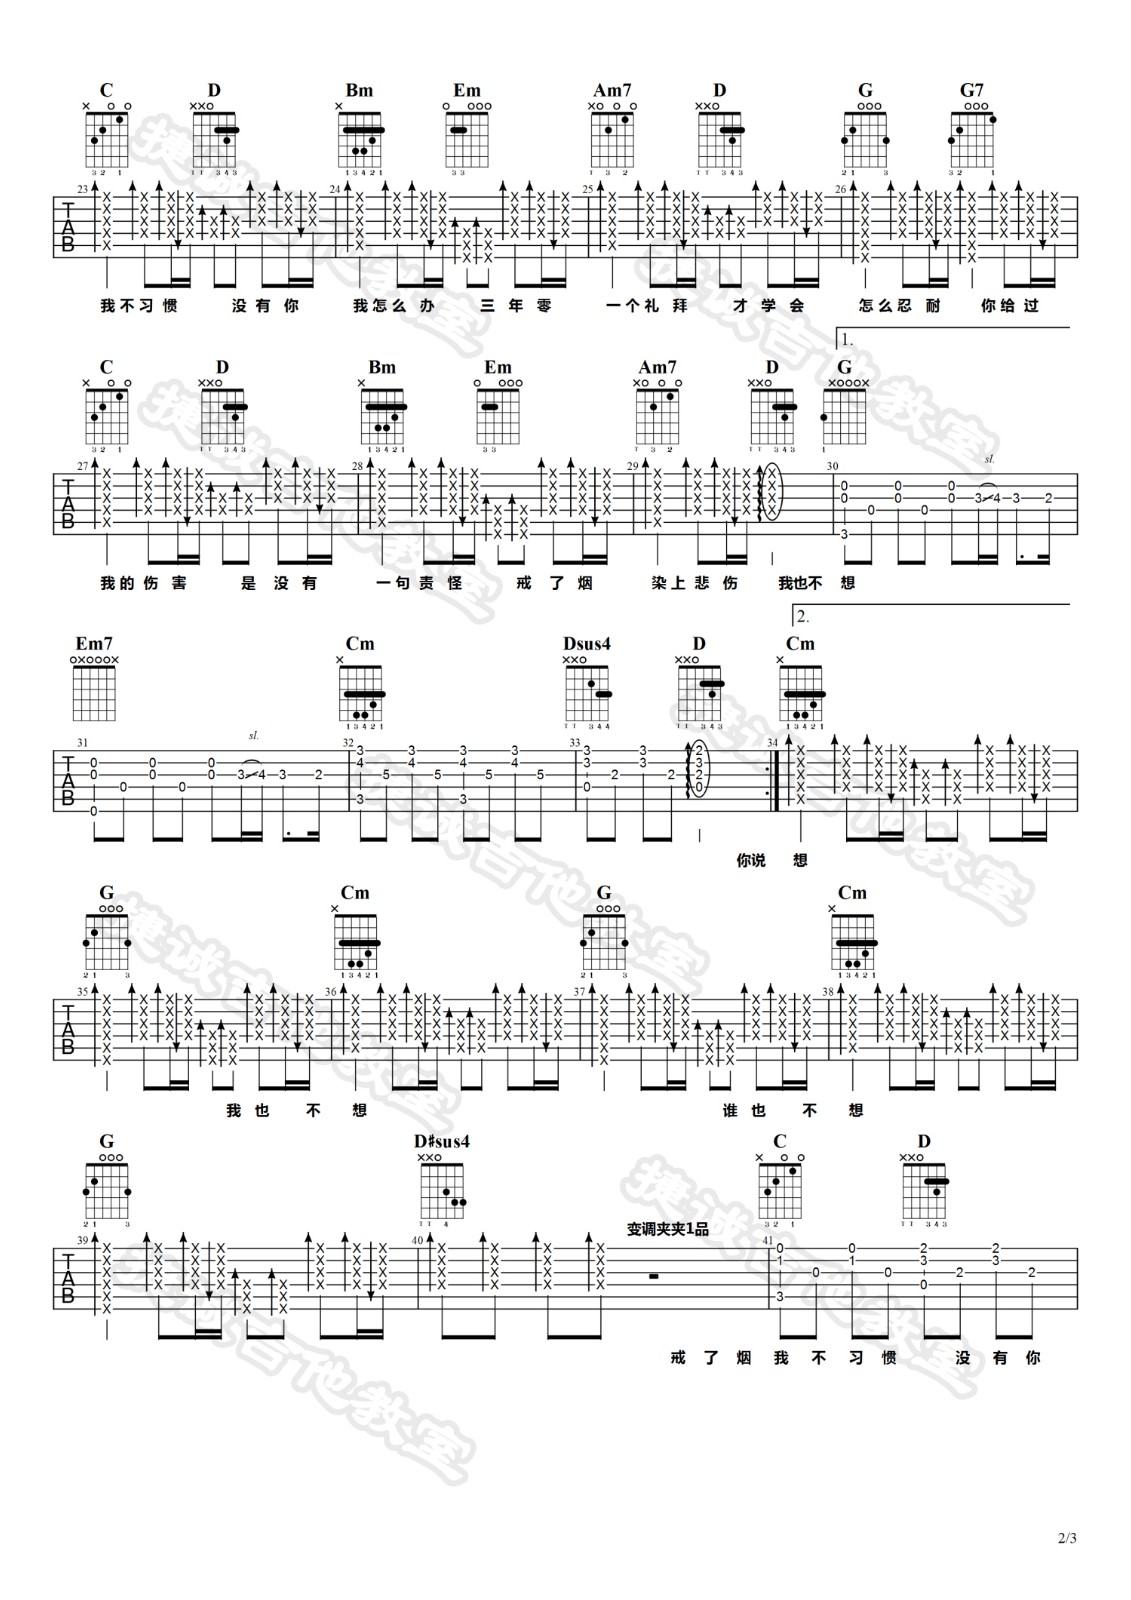 C D Bm Em Am7 D G G7
23 24 25 26
我不习惯 没有你 我怎么办 三年零 一个礼拜 才学会 怎么忍耐 你给过
1.
C D Bm Em Am7 D G
sl.
27 28 29 30
我的伤害 是没有 一句责怪 戒了烟 染上悲伤 我也不想
2.
Em7 Cm Dsus4 D Cm
sl.
31 32 33 34
你说 想
G Cm G Cm
35 36 37 38
我也 不 想 谁也 不 想
G D#sus4 C D
变调夹夹1品
39 40 41
戒了烟我不习惯 没有你
2/3
捷诚吉他教室